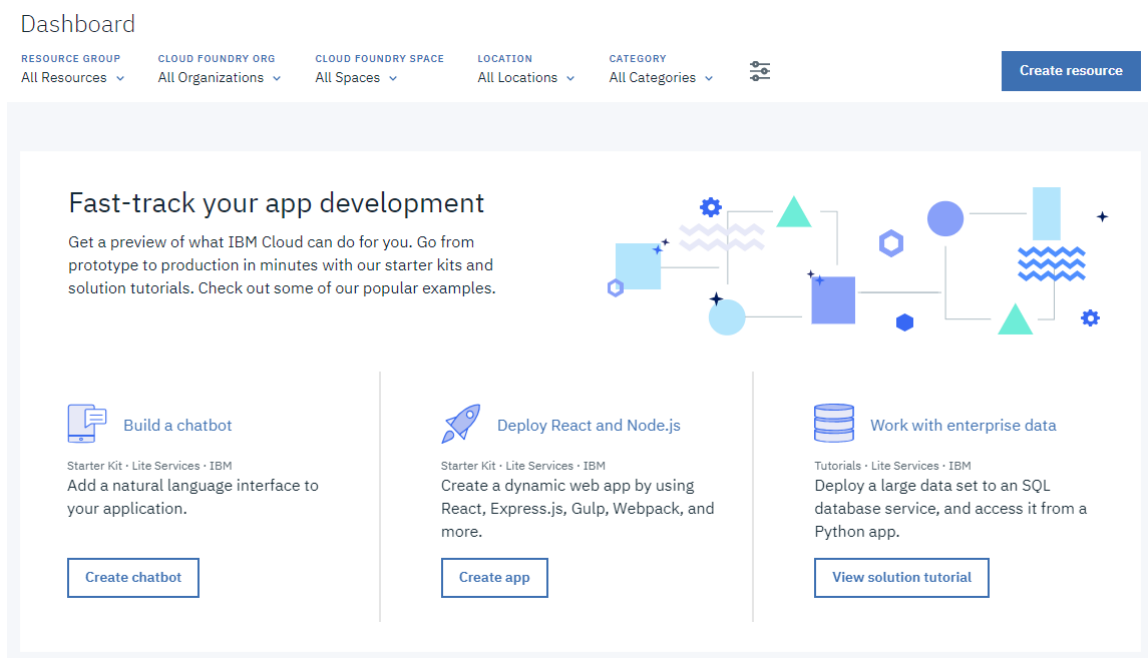 Dashboard
RESOURCE GROUP CLOUD FOUNDRY ORG CLOUD FOUNDRY SPACE LOCATION CATEGORY
All Resources All Organizations All Spaces All Locations All Categories
Create resource
Fast-track your app development
Get a preview of what IBM Cloud can do for you. Go from
prototype to production in minutes with our starter kits and
solution tutorials. Check out some of our popular examples.
Build a chatbot
Starter Kit · Lite Services · IBM
Add a natural language interface to
your application.
Create chatbot
Deploy React and Node.js
Starter Kit · Lite Services · IBM
Create a dynamic web app by using
React, Express.js, Gulp, Webpack, and
more.
Create app
Work with enterprise data
Tutorials · Lite Services · IBM
Deploy a large data set to an SQL
database service, and access it from a
Python app.
View solution tutorial